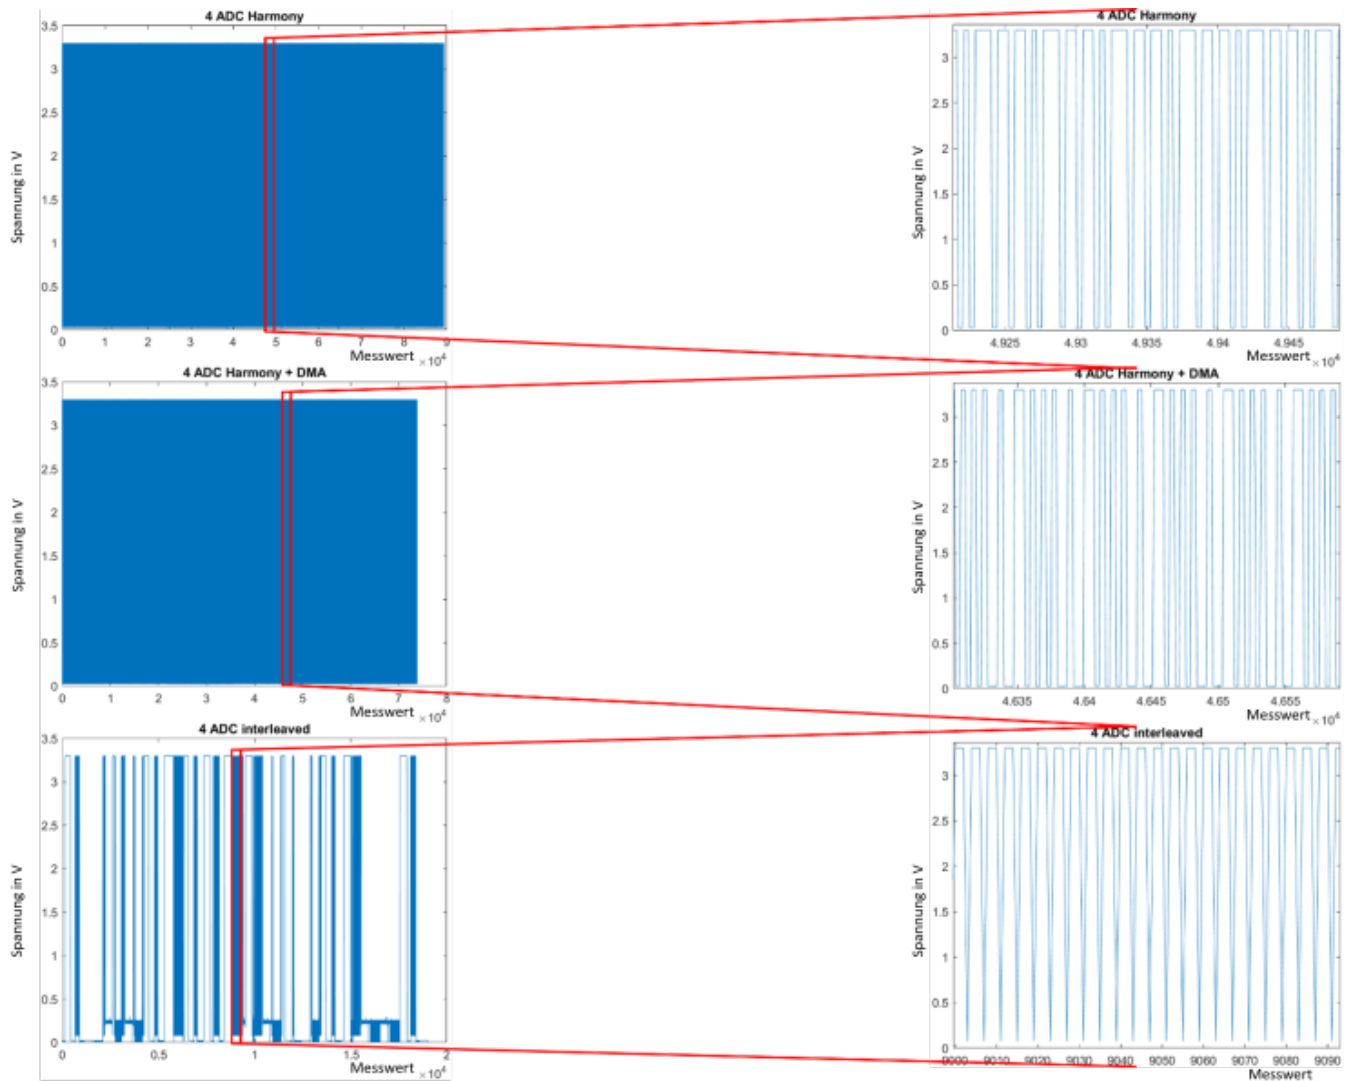 4 ADC Harmony
3.5
3
2.5
2
1.5
1
0.5
0
Spannung in V
0 1 2 3 4 5 6 7 8 9
Messwert ×10⁴
4 ADC Harmony
3
2.5
2
1.5
1
0.5
0
Spannung in V
4.925 4.93 4.935 4.94 4.945
Messwert ×10⁴
4 ADC Harmony + DMA
3.5
3
2.5
2
1.5
1
0.5
0
Spannung in V
0 1 2 3 4 5 6 7 8
Messwert ×10⁴
4 ADC Harmony + DMA
3
2.5
2
1.5
1
0.5
0
Spannung in V
4.635 4.64 4.645 4.65 4.655
Messwert ×10⁴
4 ADC interleaved
3.5
3
2.5
2
1.5
1
0.5
0
Spannung in V
0 0.5 1 1.5 2
Messwert ×10⁴
4 ADC interleaved
3
2.5
2
1.5
1
0.5
0
Spannung in V
9000 9010 9020 9030 9040 9050 9060 9070 9080 9090
Messwert